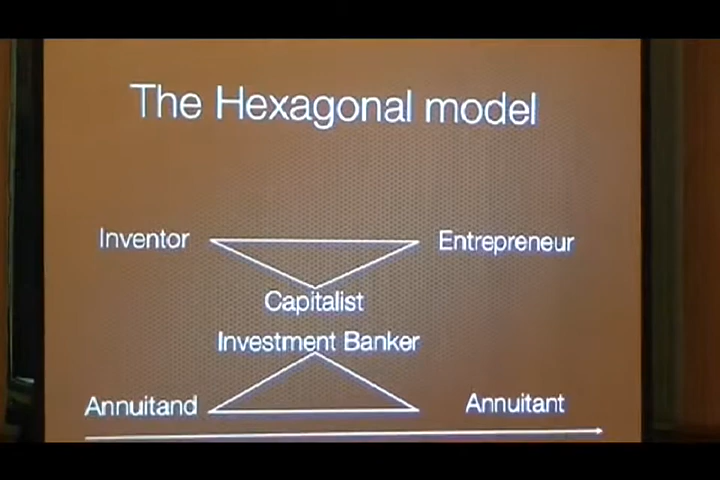 The Hexagonal model
Inventor
Entrepreneur
Capitalist
Investment Banker
Annuitand
Annuitant